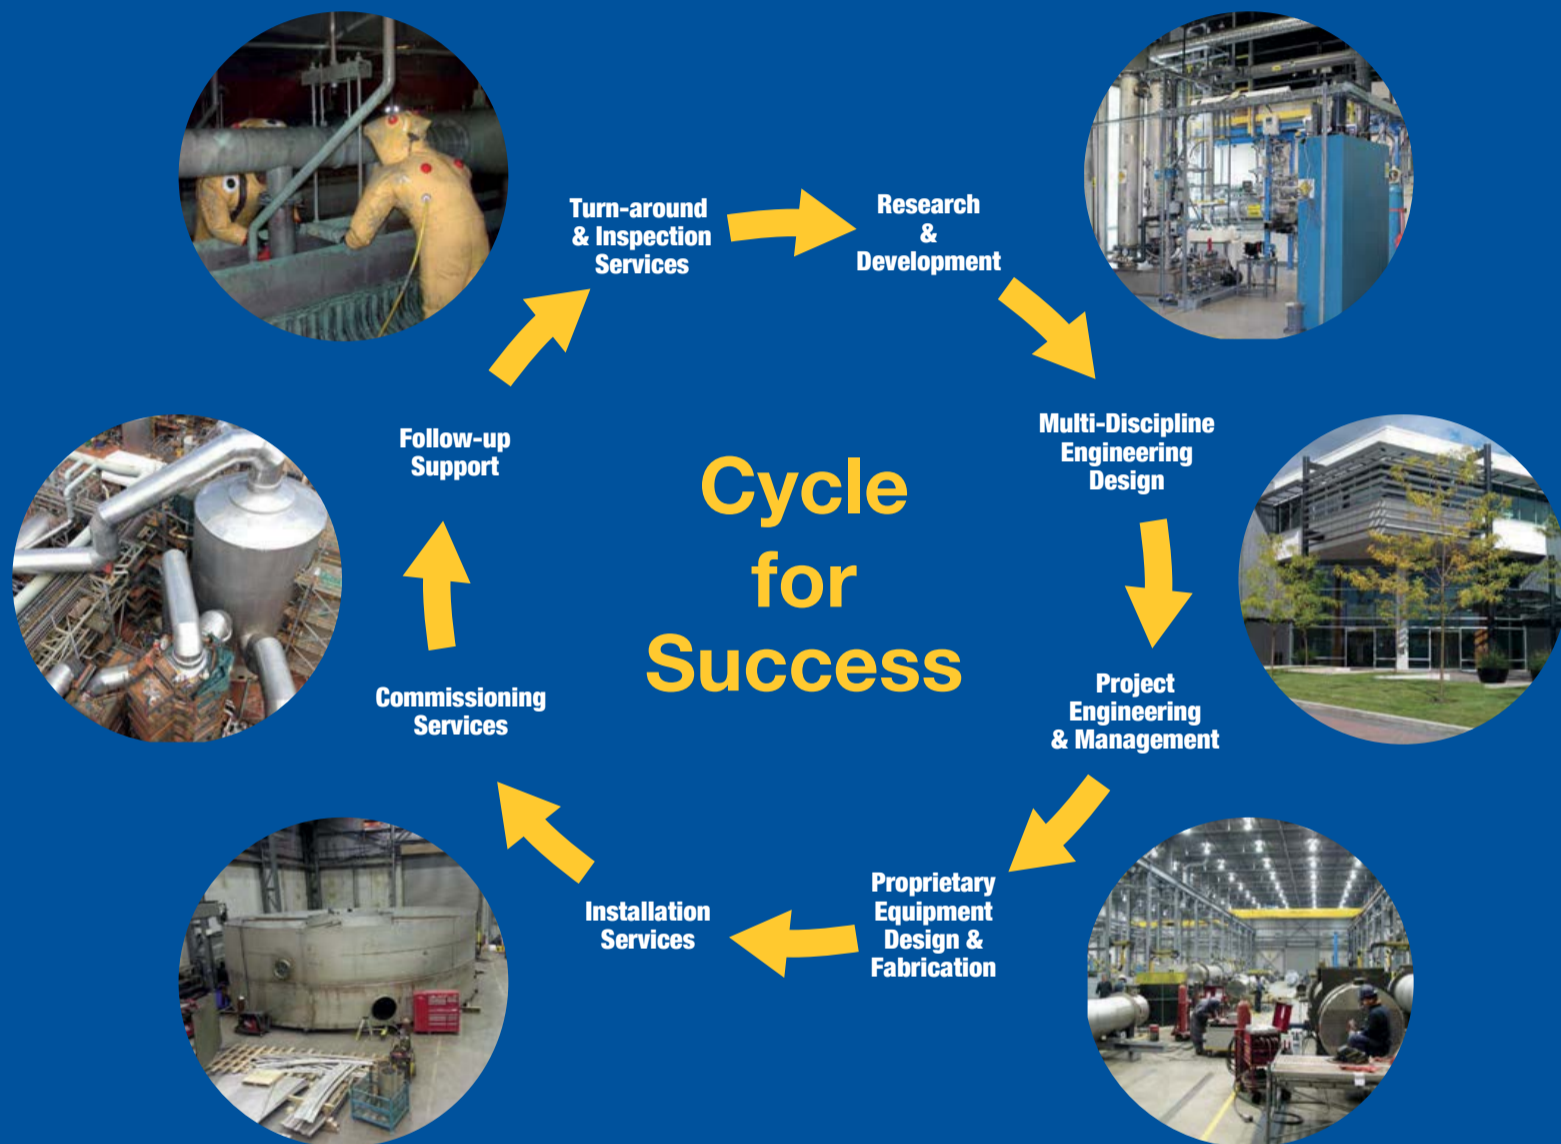 Turn-around
& Inspection
Services
Research
&
Development
Multi-Discipline
Engineering
Design
Project
Engineering
& Management
Proprietary
Equipment
Design &
Fabrication
Installation
Services
Commissioning
Services
Follow-up
Support
Cycle
for
Success